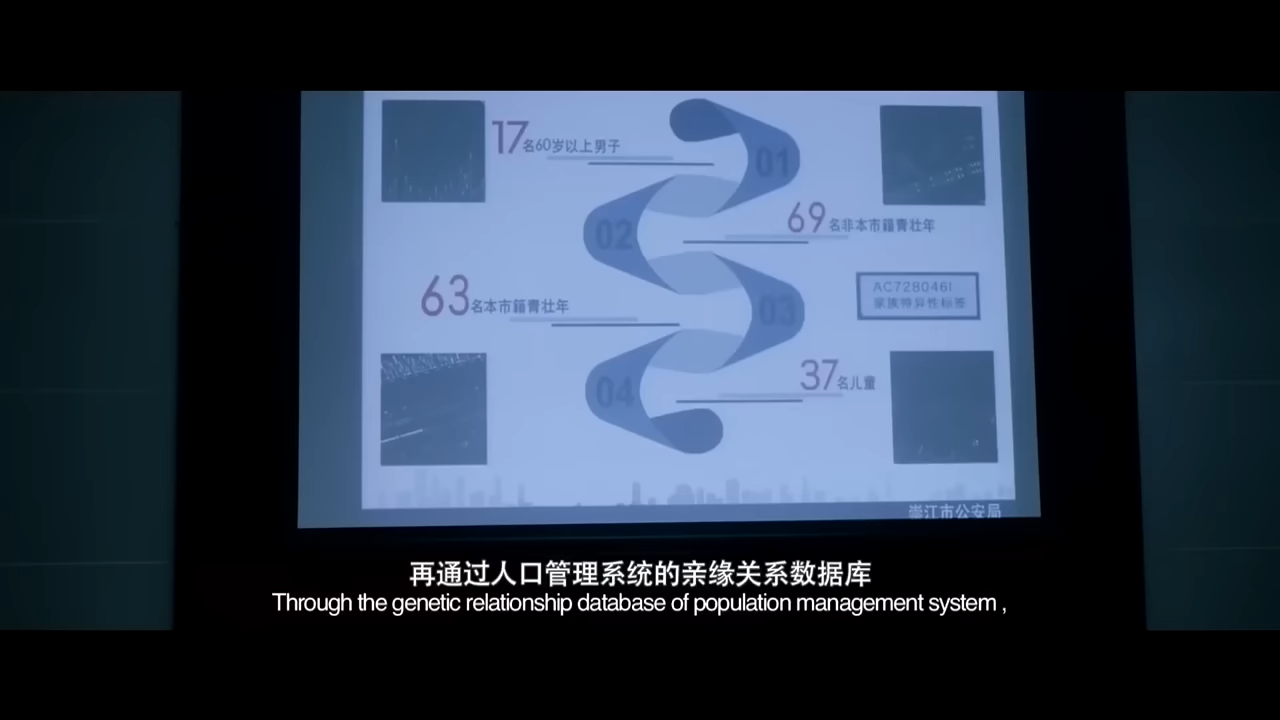 17名60岁以上男子
01
02
69名非本市籍青壮年
63名本市籍青壮年
AC728046I
家族特异性标签
03
37名儿童
04
崇江市公安局
再通过人口管理系统的亲缘关系数据库
Through the genetic relationship database of population management system ,